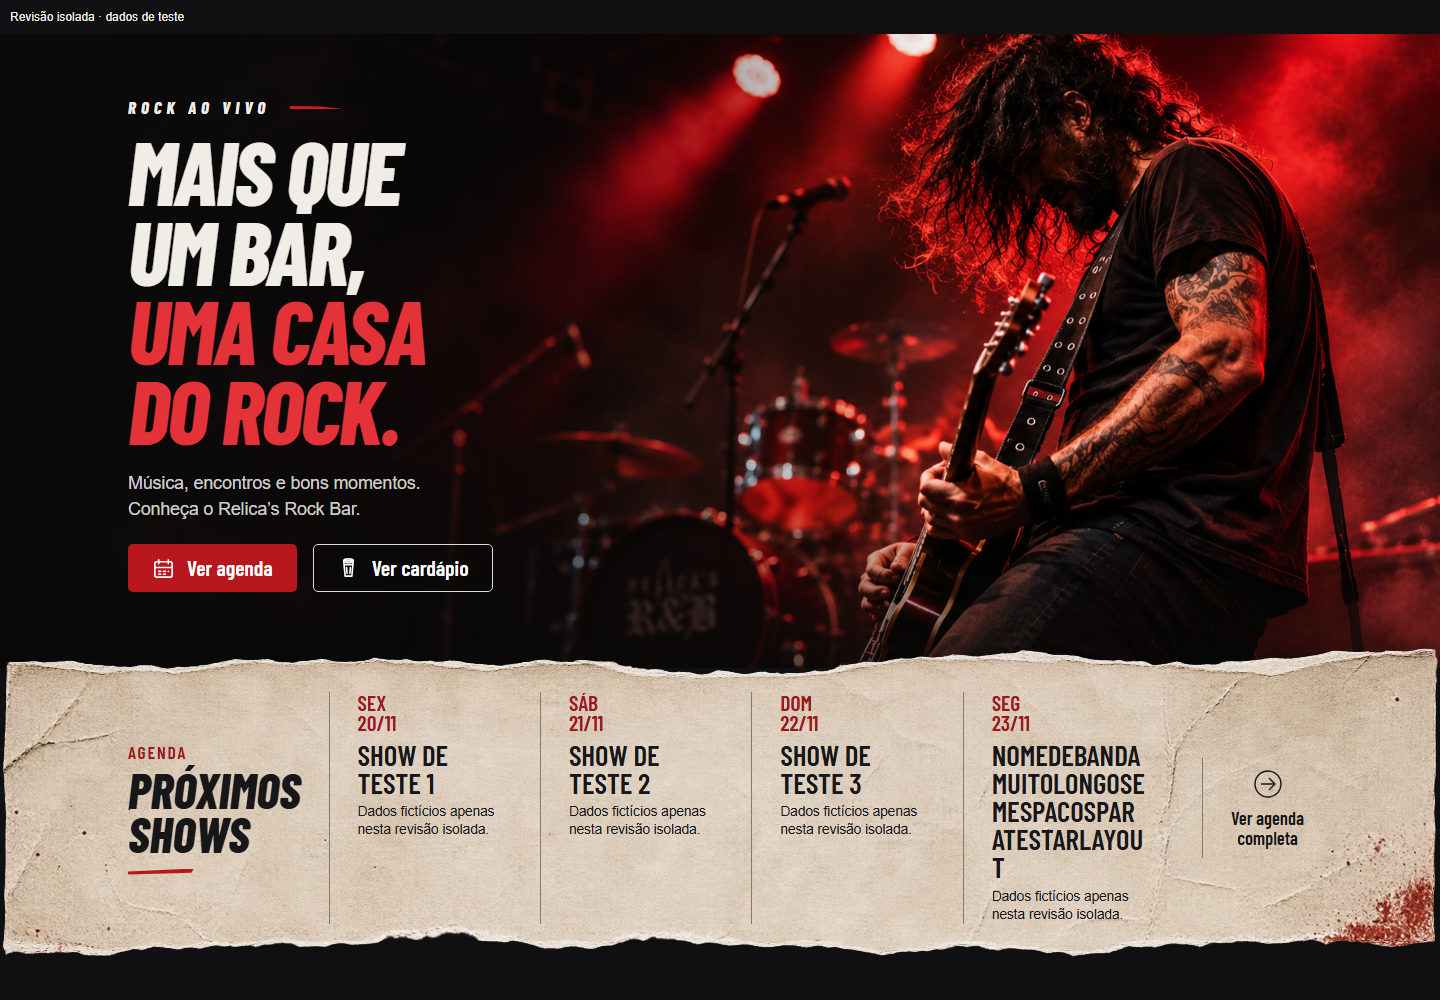 Revisão isolada · dados de teste
ROCK AO VIVO
MAIS QUE
UM BAR,
UMA CASA
DO ROCK.
Música, encontros e bons momentos.
Conheça o Relica's Rock Bar.
Ver agenda
Ver cardápio
relica's
R&B
AGENDA
PRÓXIMOS
SHOWS
SEX
20/11
SHOW DE
TESTE 1
Dados fictícios apenas
nesta revisão isolada.
SÁB
21/11
SHOW DE
TESTE 2
Dados fictícios apenas
nesta revisão isolada.
DOM
22/11
SHOW DE
TESTE 3
Dados fictícios apenas
nesta revisão isolada.
SEG
23/11
NOMEDEBANDA
MUITOLONGOSE
MESPACOSPAR
ATESTARLAYOU
T
Dados fictícios apenas
nesta revisão isolada.
Ver agenda
completa